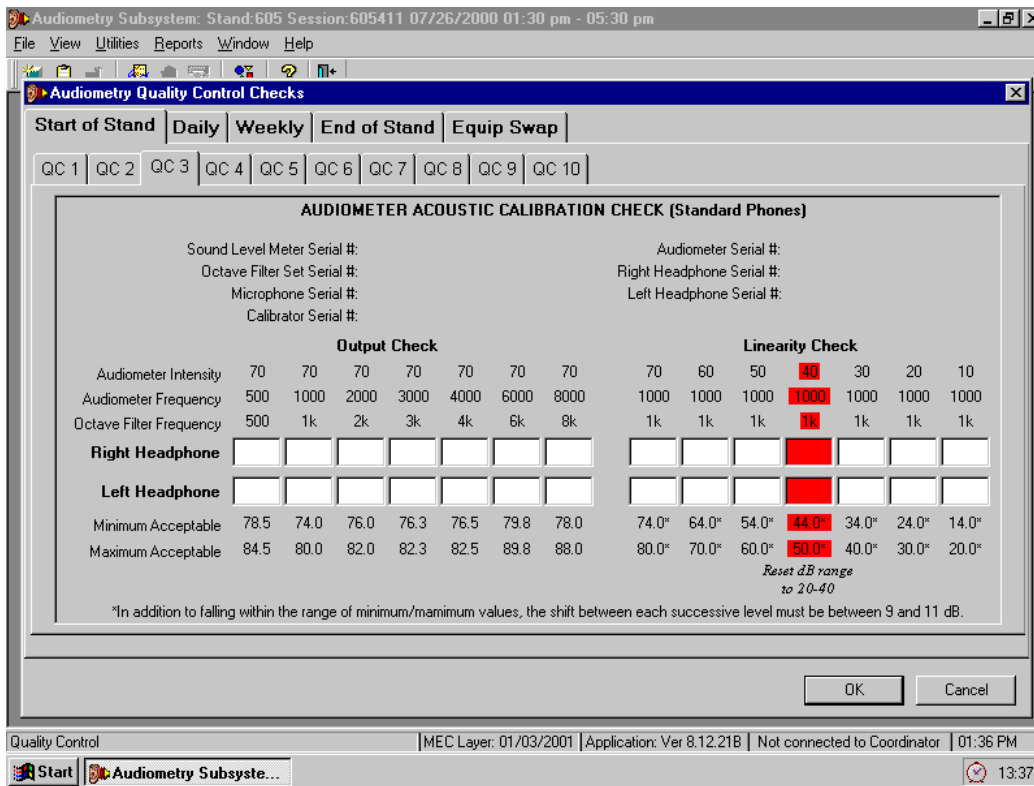 Audiometry Subsystem: Stand:605 Session:605411 07/26/2000 01:30 pm - 05:30 pm
File View Utilities Reports Window Help
Audiometry Quality Control Checks
Start of Stand Daily Weekly End of Stand Equip Swap
QC 1 QC 2 QC 3 QC 4 QC 5 QC 6 QC 7 QC 8 QC 9 QC 10
AUDIOMETER ACOUSTIC CALIBRATION CHECK (Standard Phones)
Sound Level Meter Serial #: Audiometer Serial #:
Octave Filter Set Serial #: Right Headphone Serial #:
Microphone Serial #: Left Headphone Serial #:
Calibrator Serial #:
Output Check Linearity Check
Audiometer Intensity 70 70 70 70 70 70 70 70 60 50 40 30 20 10
Audiometer Frequency 500 1000 2000 3000 4000 6000 8000 1000 1000 1000 1000 1000 1000 1000
Octave Filter Frequency 500 1k 2k 3k 4k 6k 8k 1k 1k 1k 1k 1k 1k 1k
Right Headphone
Left Headphone
Minimum Acceptable 78.5 74.0 76.0 76.3 76.5 79.8 78.0 74.0* 64.0* 54.0* 44.0* 34.0* 24.0* 14.0*
Maximum Acceptable 84.5 80.0 82.0 82.3 82.5 89.8 88.0 80.0* 70.0* 60.0* 50.0* 40.0* 30.0* 20.0*
Reset dB range
to 20-40
*In addition to falling within the range of minimum/mamimum values, the shift between each successive level must be between 9 and 11 dB.
OK Cancel
Quality Control MEC Layer: 01/03/2001 Application: Ver 8.12.21B Not connected to Coordinator 01:36 PM
Start Audiometry Subsyste... 13:37